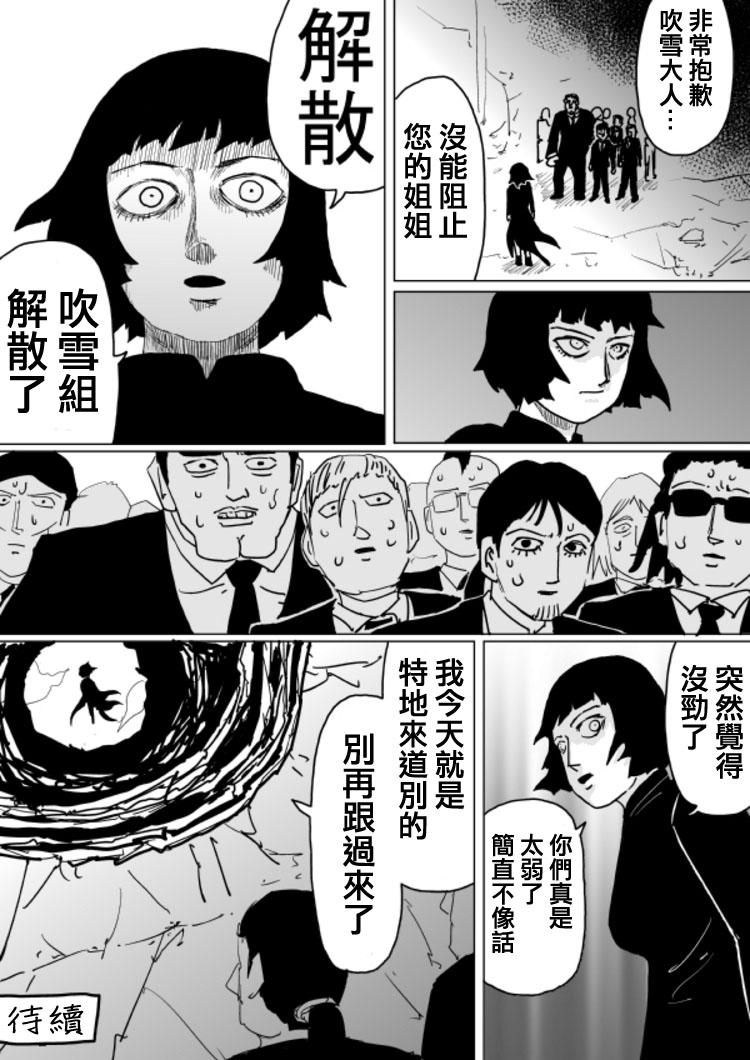 非常抱歉
吹雪大人…
沒能阻止
您的姐姐
解散
吹雪組
解散了
突然覺得
沒勁了
你們真是
太弱了
簡直不像話
我今天就是
特地來道別的
別再跟過來了
待續